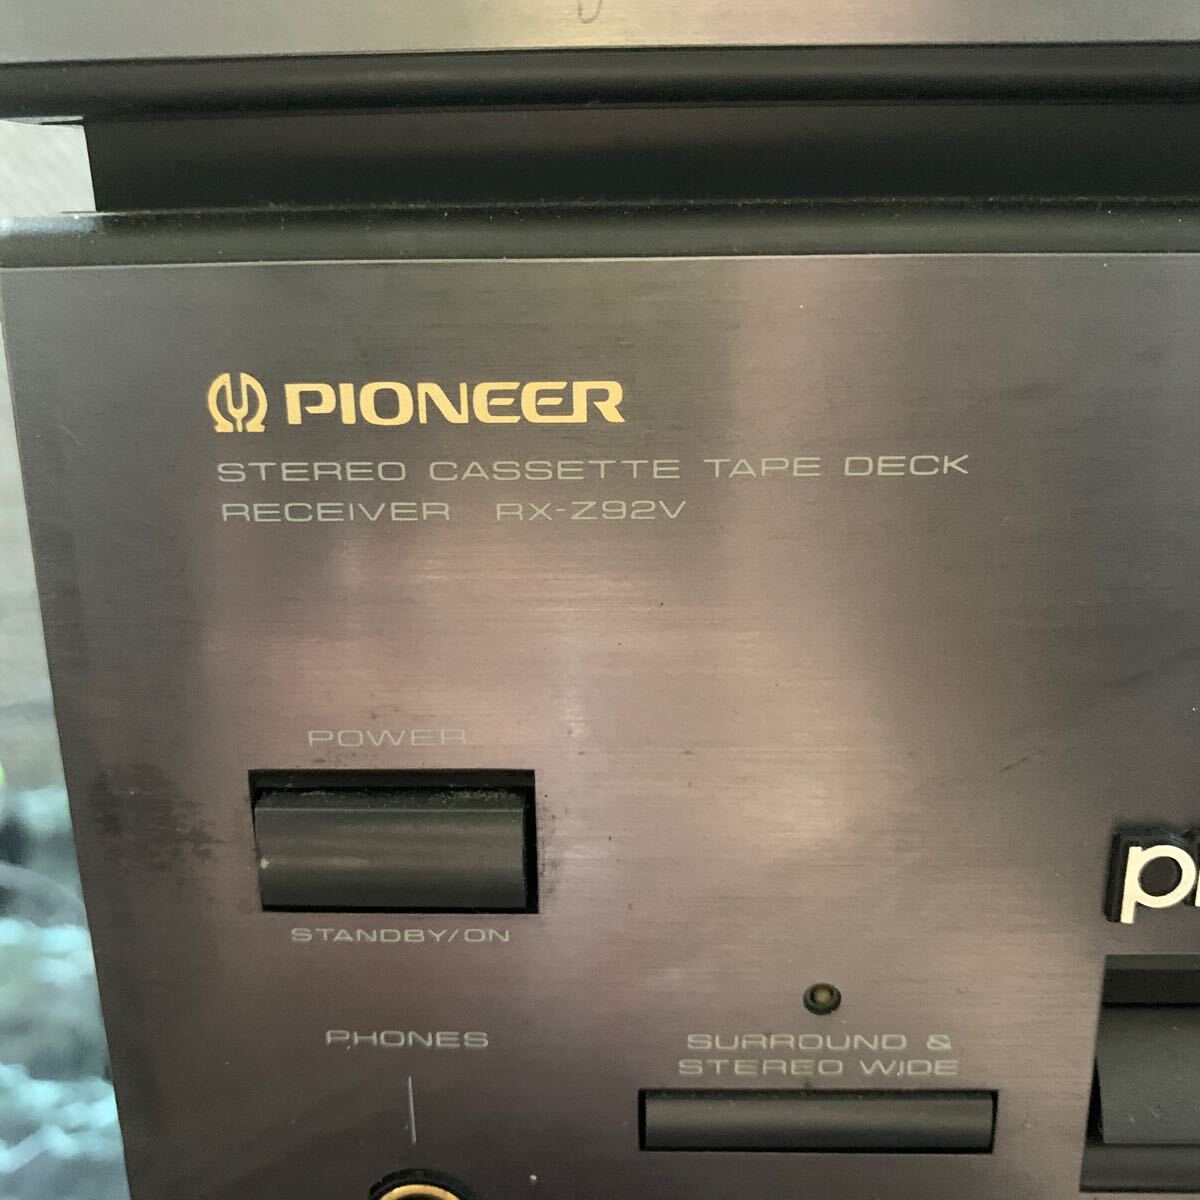 PIONEER
STEREO CASSETTE TAPE DECK
RECEIVER RX-Z92V
POWER
STANDBY/ON
PHONES
SURROUND &
STEREO WIDE